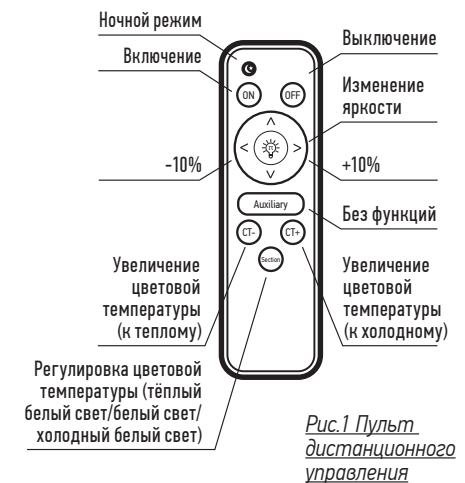 Ночной режим
Включение
Выключение
Изменение
яркости
ON
OFF
-10%
+10%
Auxiliary
Без функций
CT-
CT+
Section
Увеличение
цветовой
температуры
(к теплому)
Увеличение
цветовой
температуры
(к холодному)
Регулировка цветовой
температуры (тёплый
белый свет/белый свет/
холодный белый свет)
Рис.1 Пульт
дистанционного
управления